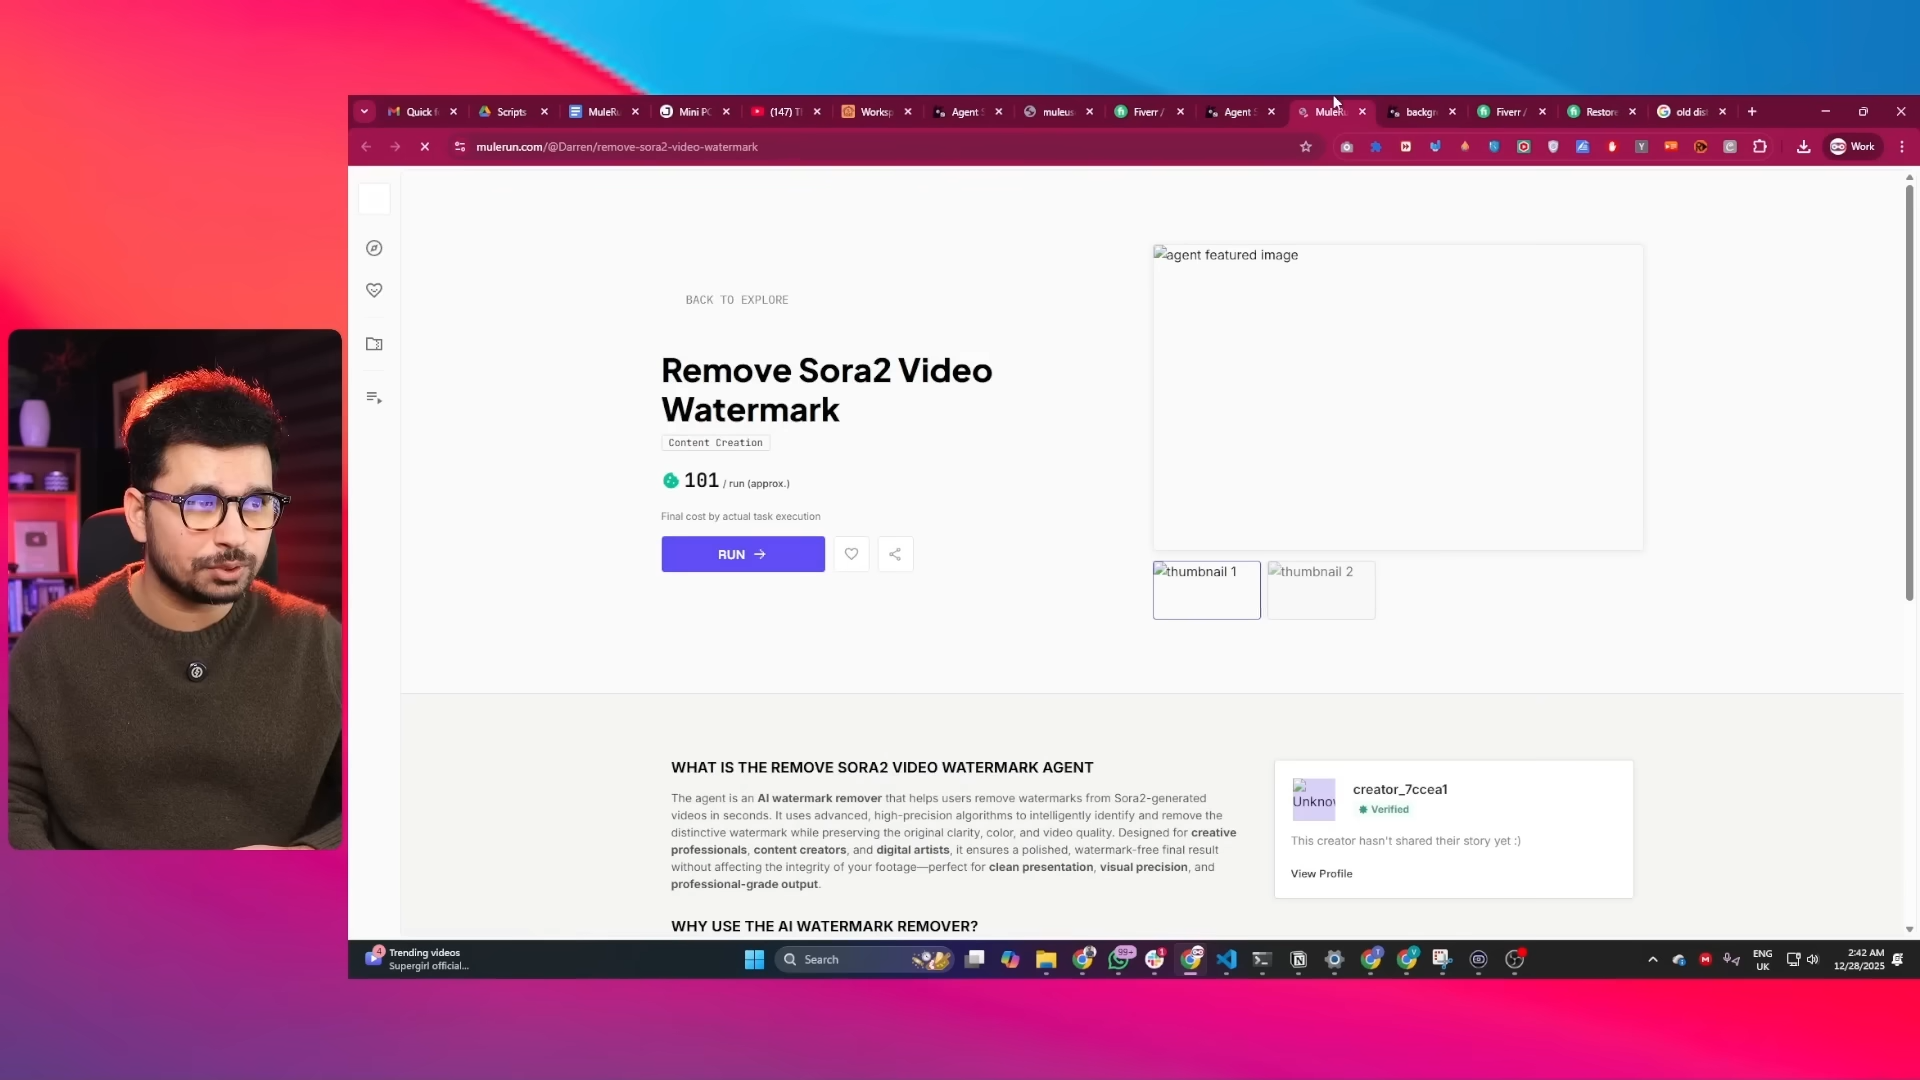 Quick f
Scripts
MuleRu
Mini PC
(147) T
Worksp
Agent S
muleus
Fiverr /
Agent S
MuleRu
backgr
Fiverr /
Restore
old dis
mulerun.com/@Darren/remove-sora2-video-watermark
Work
BACK TO EXPLORE
Remove Sora2 Video
Watermark
Content Creation
101 / run (approx.)
Final cost by actual task execution
RUN →
agent featured image
thumbnail 1
thumbnail 2
WHAT IS THE REMOVE SORA2 VIDEO WATERMARK AGENT
The agent is an AI watermark remover that helps users remove watermarks from Sora2-generated
videos in seconds. It uses advanced, high-precision algorithms to intelligently identify and remove the
distinctive watermark while preserving the original clarity, color, and video quality. Designed for creative
professionals, content creators, and digital artists, it ensures a polished, watermark-free final result
without affecting the integrity of your footage—perfect for clean presentation, visual precision, and
professional-grade output.
WHY USE THE AI WATERMARK REMOVER?
Unknow
creator_7ccea1
Verified
This creator hasn't shared their story yet :)
View Profile
4
Trending videos
Supergirl official...
Search
99+
ENG
UK
2:42 AM
12/28/2025